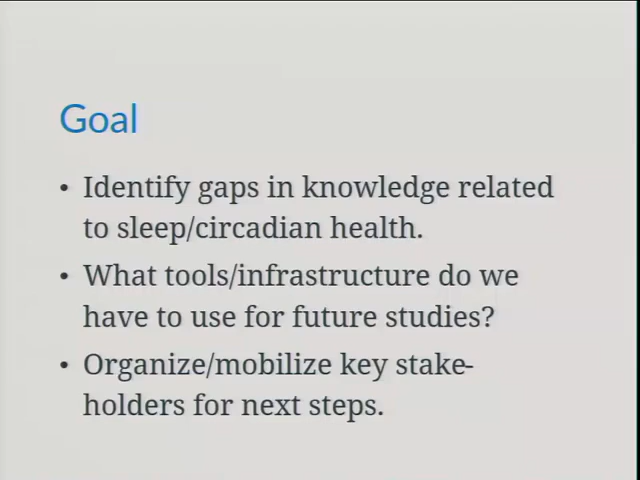 Goal
• Identify gaps in knowledge related
to sleep/circadian health.
• What tools/infrastructure do we
have to use for future studies?
• Organize/mobilize key stake-
holders for next steps.